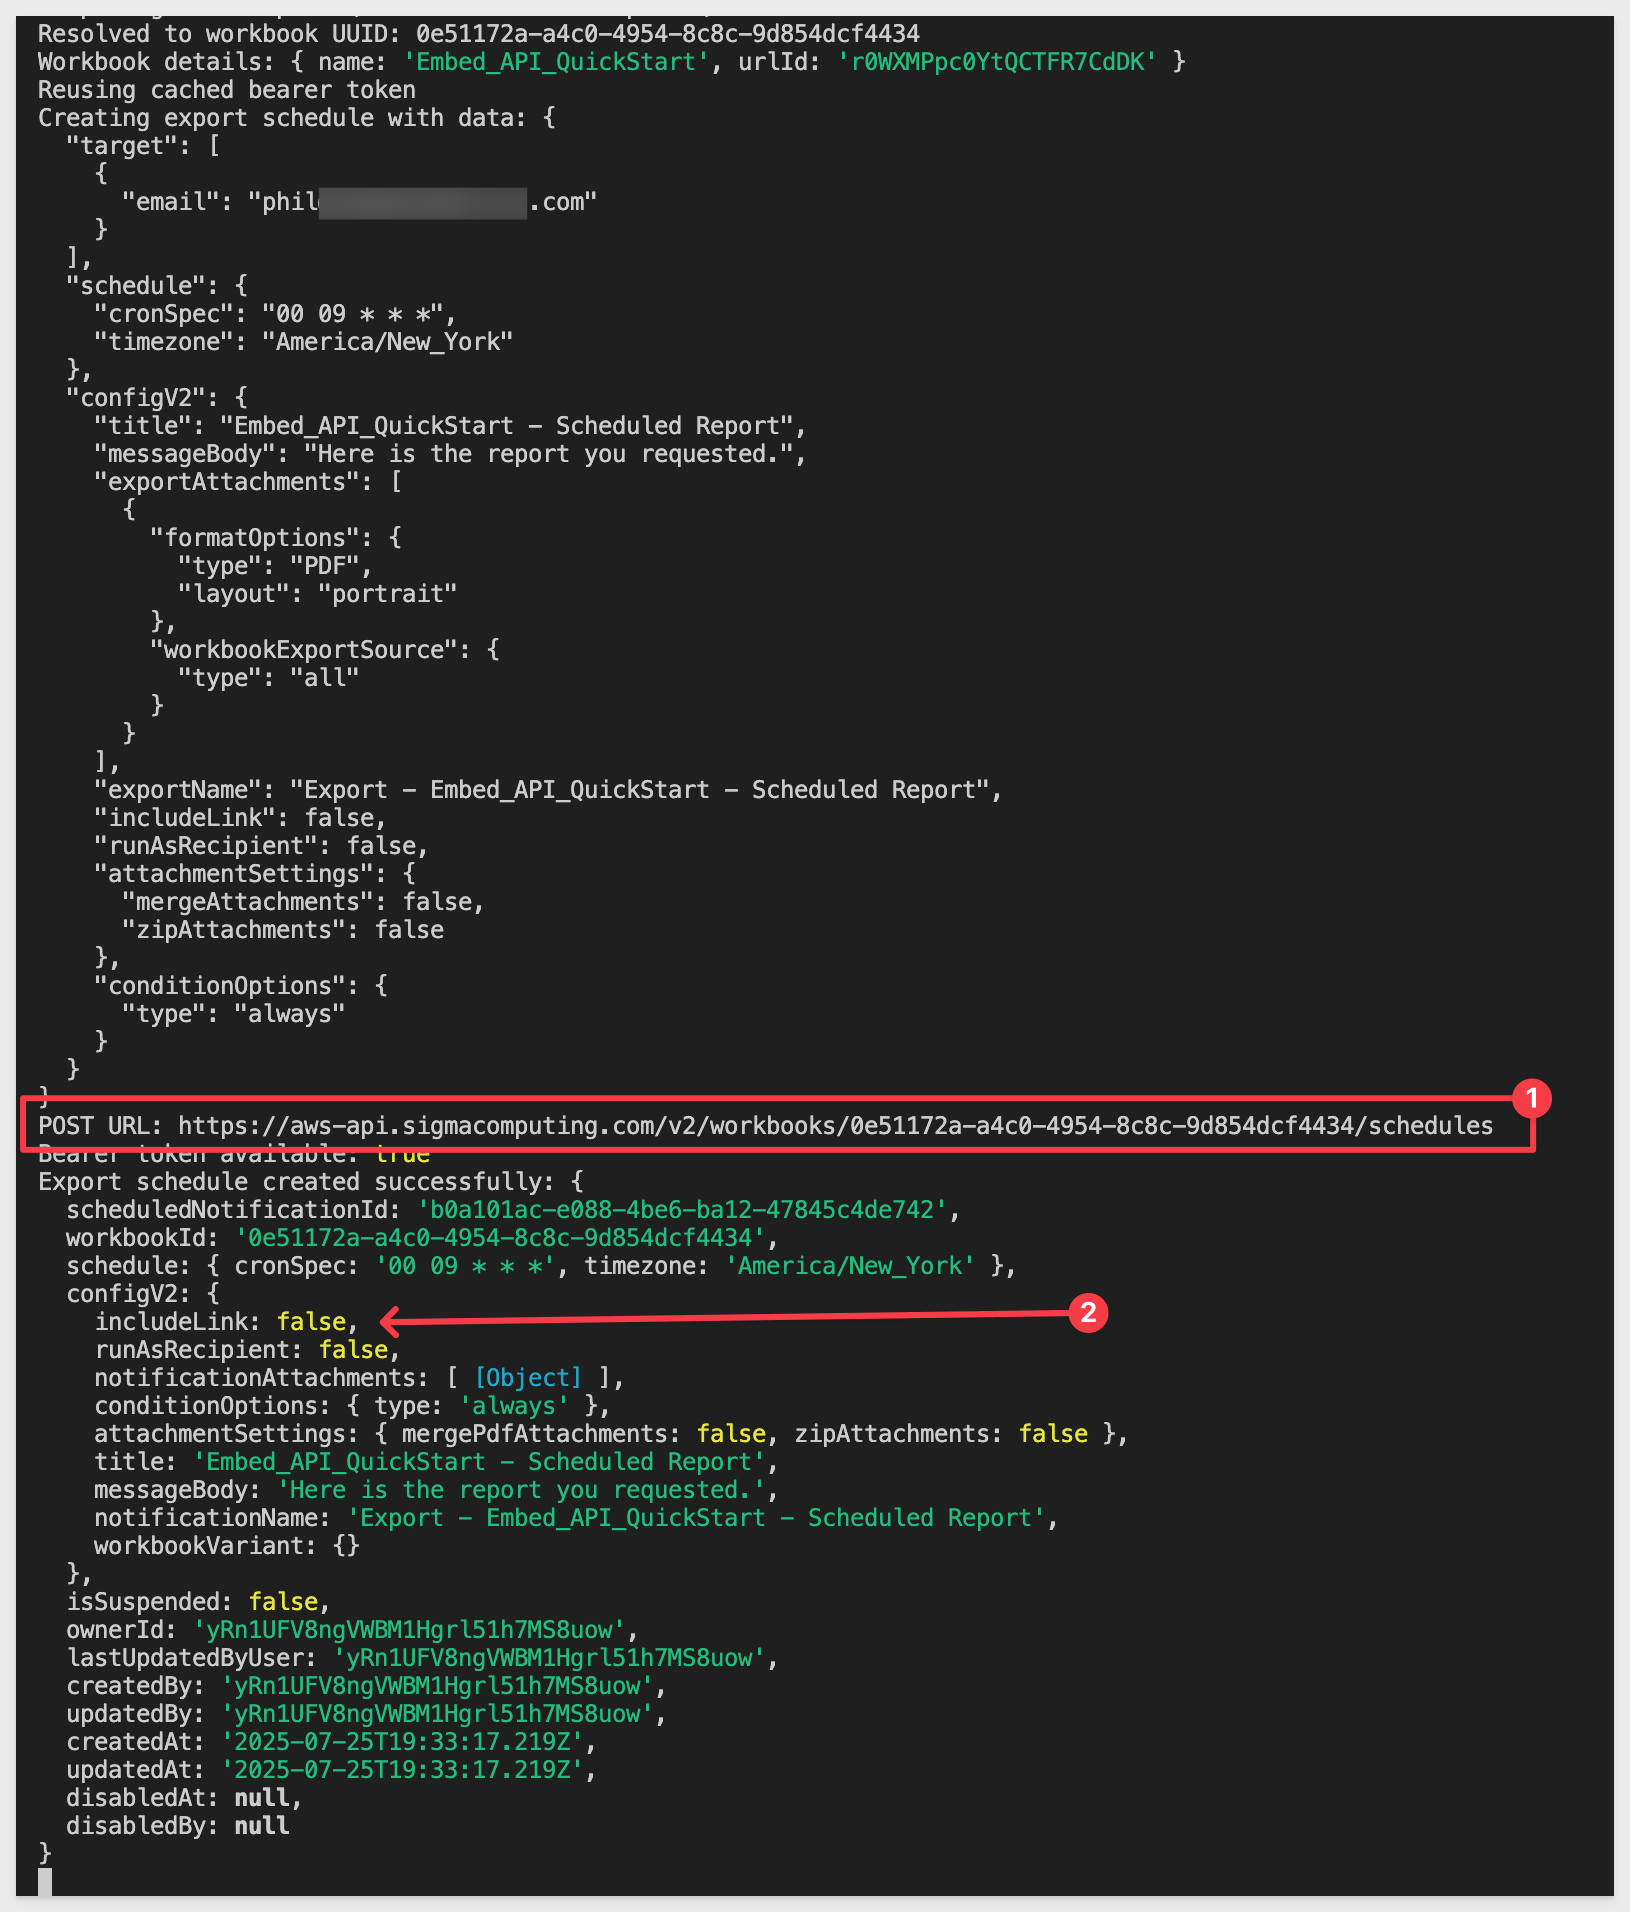 Resolved to workbook UUID: 0e51172a-a4c0-4954-8c8c-9d854dcf4434
Workbook details: { name: 'Embed_API_QuickStart', urlId: 'r0WXMPpc0YtQCTFR7CdDK' }
Reusing cached bearer token
Creating export schedule with data: {
  "target": [
    {
      "email": "phil .com"
    }
  ],
  "schedule": {
    "cronSpec": "00 09 * * *",
    "timezone": "America/New_York"
  },
  "configV2": {
    "title": "Embed_API_QuickStart - Scheduled Report",
    "messageBody": "Here is the report you requested.",
    "exportAttachments": [
      {
        "formatOptions": {
          "type": "PDF",
          "layout": "portrait"
        },
        "workbookExportSource": {
          "type": "all"
        }
      }
    ],
    "exportName": "Export - Embed_API_QuickStart - Scheduled Report",
    "includeLink": false,
    "runAsRecipient": false,
    "attachmentSettings": {
      "mergeAttachments": false,
      "zipAttachments": false
    },
    "conditionOptions": {
      "type": "always"
    }
  }
}
1
POST URL: https://aws-api.sigmacomputing.com/v2/workbooks/0e51172a-a4c0-4954-8c8c-9d854dcf4434/schedules
Bearer token available: true
Export schedule created successfully: {
  scheduledNotificationId: 'b0a101ac-e088-4be6-ba12-47845c4de742',
  workbookId: '0e51172a-a4c0-4954-8c8c-9d854dcf4434',
  schedule: { cronSpec: '00 09 * * *', timezone: 'America/New_York' },
  configV2: {
    includeLink: false, 2
    runAsRecipient: false,
    notificationAttachments: [ [Object] ],
    conditionOptions: { type: 'always' },
    attachmentSettings: { mergePdfAttachments: false, zipAttachments: false },
    title: 'Embed_API_QuickStart - Scheduled Report',
    messageBody: 'Here is the report you requested.',
    notificationName: 'Export - Embed_API_QuickStart - Scheduled Report',
    workbookVariant: {}
  },
  isSuspended: false,
  ownerId: 'yRn1UFV8ngVWBM1Hgrl51h7MS8uow',
  lastUpdatedByUser: 'yRn1UFV8ngVWBM1Hgrl51h7MS8uow',
  createdBy: 'yRn1UFV8ngVWBM1Hgrl51h7MS8uow',
  updatedBy: 'yRn1UFV8ngVWBM1Hgrl51h7MS8uow',
  createdAt: '2025-07-25T19:33:17.219Z',
  updatedAt: '2025-07-25T19:33:17.219Z',
  disabledAt: null,
  disabledBy: null
}